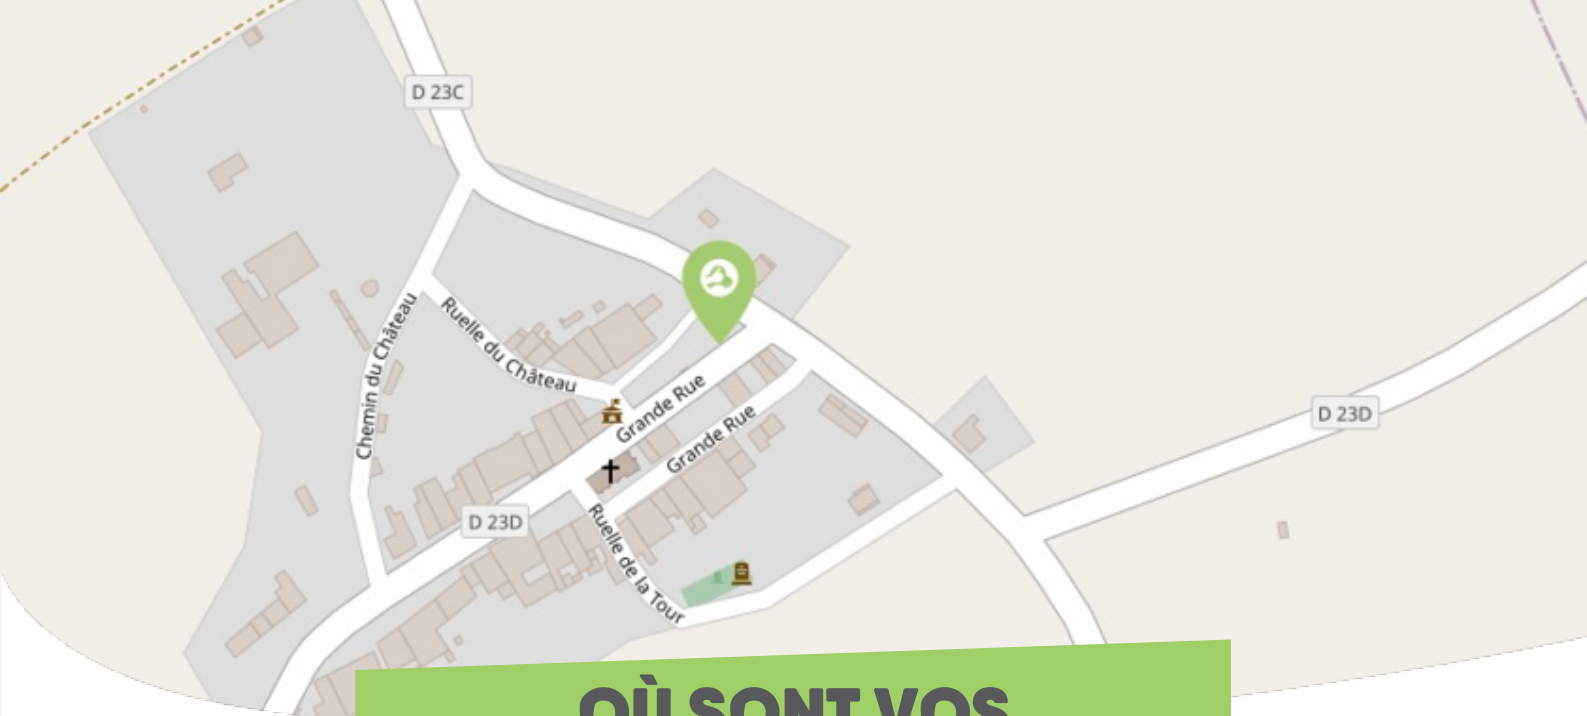 D 23C
Ruelle du Château
Chemin du Château
Grande Rue
Grande Rue
D 23D
D 23D
Ruelle de la Tour
OÙ SONT VOS